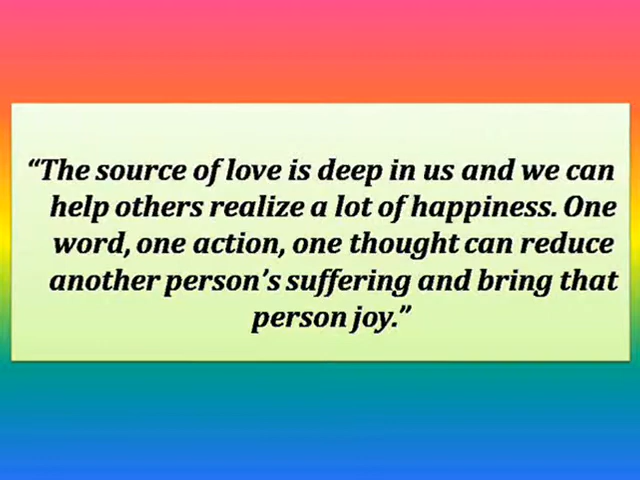 “The source of love is deep in us and we can
help others realize a lot of happiness. One
word, one action, one thought can reduce
another person’s suffering and bring that
person joy.”